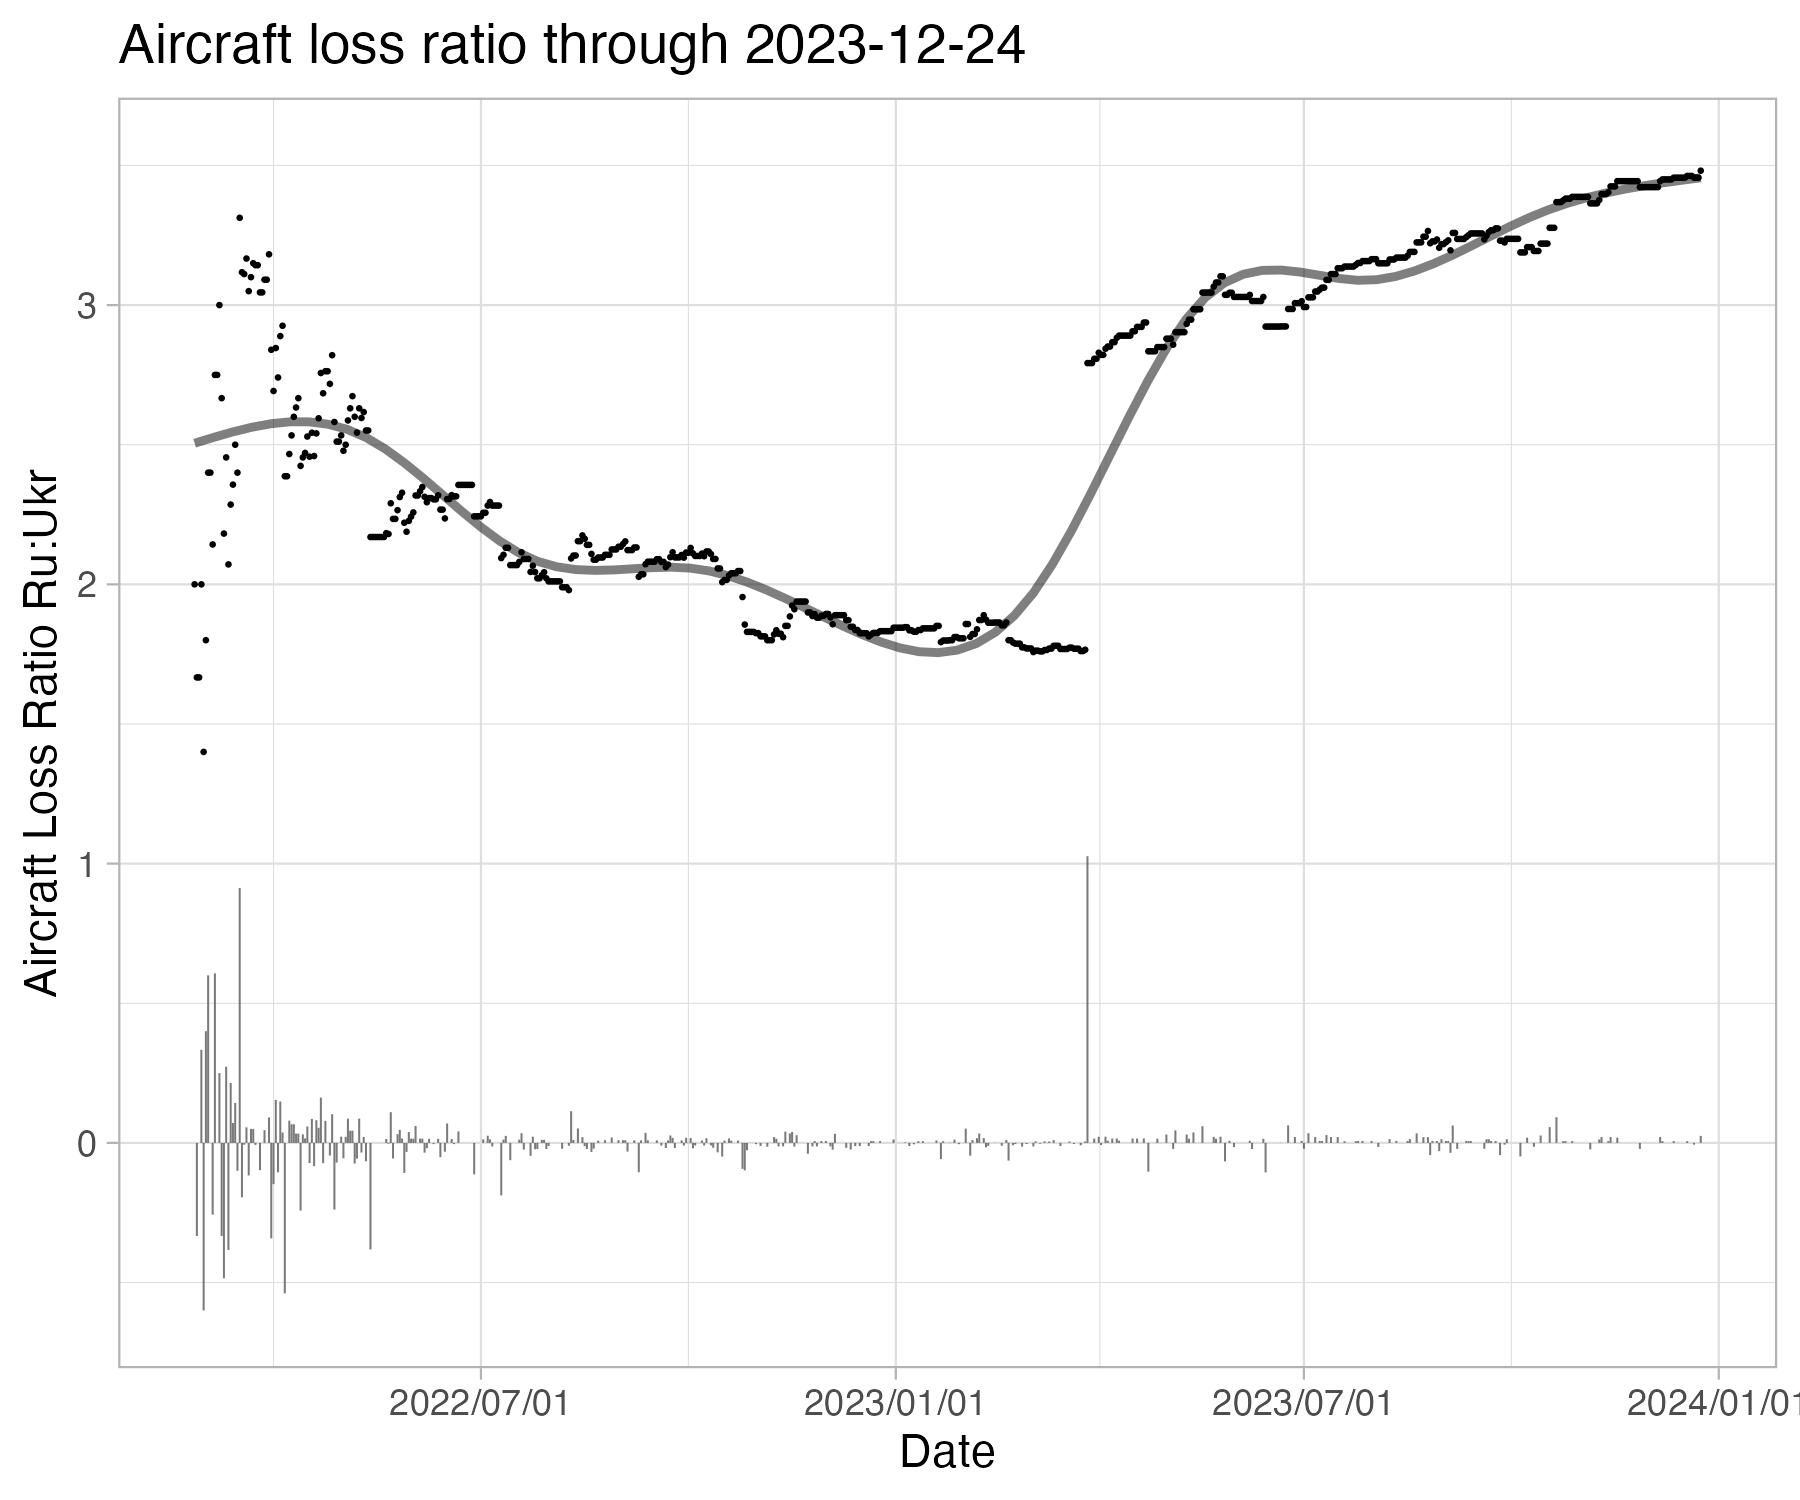 Aircraft loss ratio through 2023-12-24
Aircraft Loss Ratio Ru:Ukr
3
2
1
0
2022/07/01
2023/01/01
2023/07/01
2024/01/01
Date